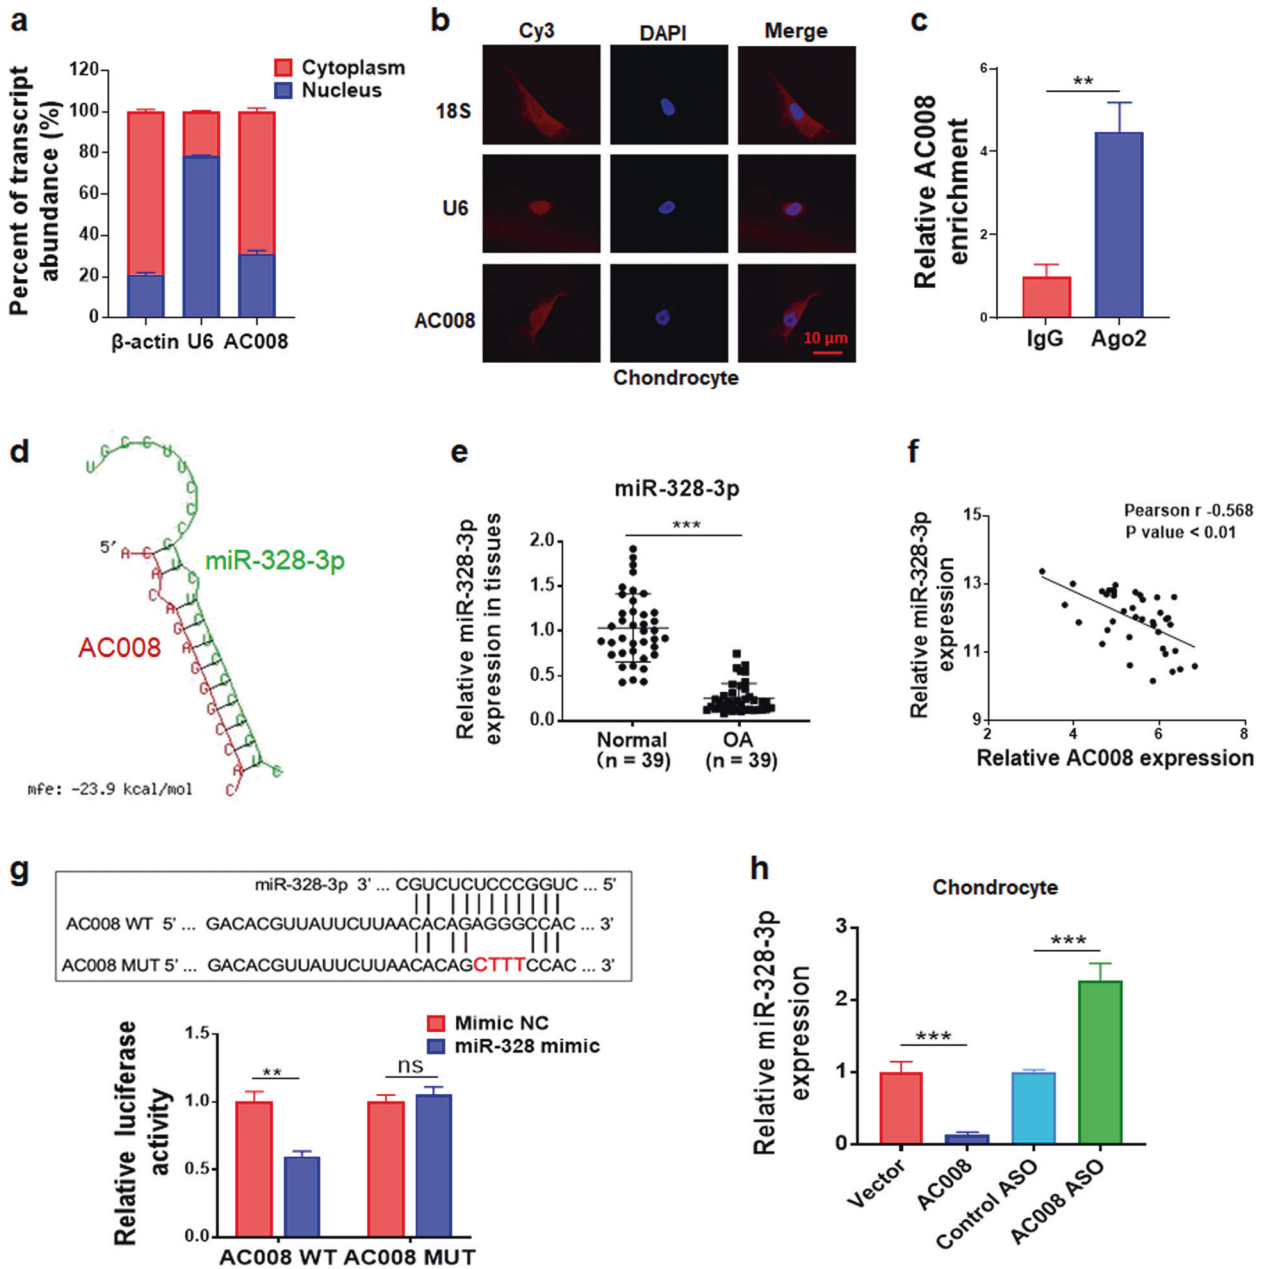 a
Percent of transcript
abundance (%)
120
100
80
60
40
20
0
Cytoplasm
Nucleus
β-actin U6 AC008
b
Cy3 DAPI Merge
18S
U6
AC008
10 μm
Chondrocyte
c
Relative AC008
enrichment
6
4
2
0
**
IgG Ago2
d
5′
miR-328-3p
AC008
mfe: -23.9 kcal/mol
e
miR-328-3p
Relative miR-328-3p
expression in tissues
2.0
1.5
1.0
0.5
0.0
***
Normal OA
(n = 39) (n = 39)
f
Relative miR-328-3p
expression
15
13
11
9
Pearson r -0.568
P value < 0.01
2 4 6 8
Relative AC008 expression
g
miR-328-3p 3' ... CGUCUCUCCCGGUC ... 5'
AC008 WT 5' ... GACACGUUAUUCUUAACACAGAGGGCCAC ... 3'
AC008 MUT 5' ... GACACGUUAUUCUUAACACAGCTTTCCAC ... 3'
Relative luciferase
activity
1.5
1.0
0.5
0.0
Mimic NC
miR-328 mimic
**
ns
AC008 WT AC008 MUT
h
Chondrocyte
Relative miR-328-3p
expression
3
2
1
0
***
***
Vector
AC008
Control ASO
AC008 ASO